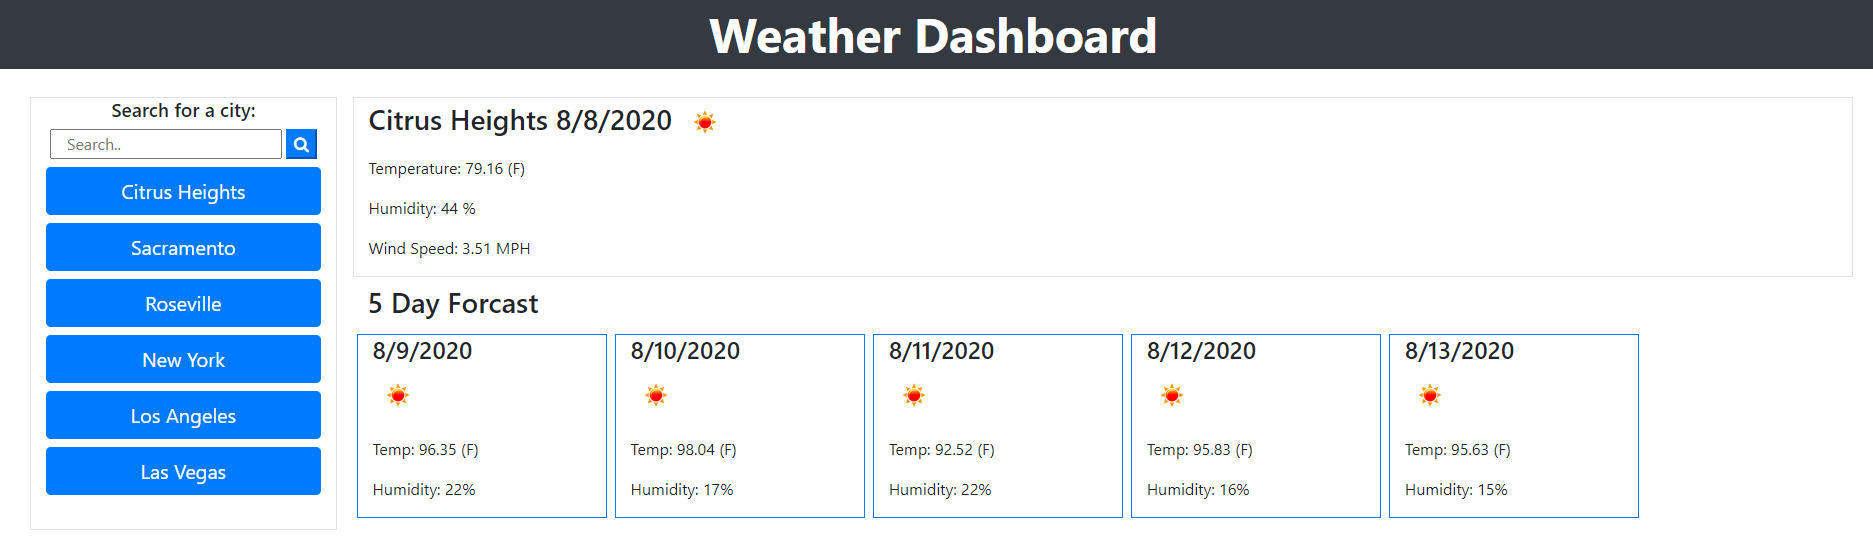 Weather Dashboard
Search for a city:
Search..
Citrus Heights
Sacramento
Roseville
New York
Los Angeles
Las Vegas
Citrus Heights 8/8/2020
Temperature: 79.16 (F)
Humidity: 44 %
Wind Speed: 3.51 MPH
5 Day Forcast
8/9/2020
Temp: 96.35 (F)
Humidity: 22%
8/10/2020
Temp: 98.04 (F)
Humidity: 17%
8/11/2020
Temp: 92.52 (F)
Humidity: 22%
8/12/2020
Temp: 95.83 (F)
Humidity: 16%
8/13/2020
Temp: 95.63 (F)
Humidity: 15%